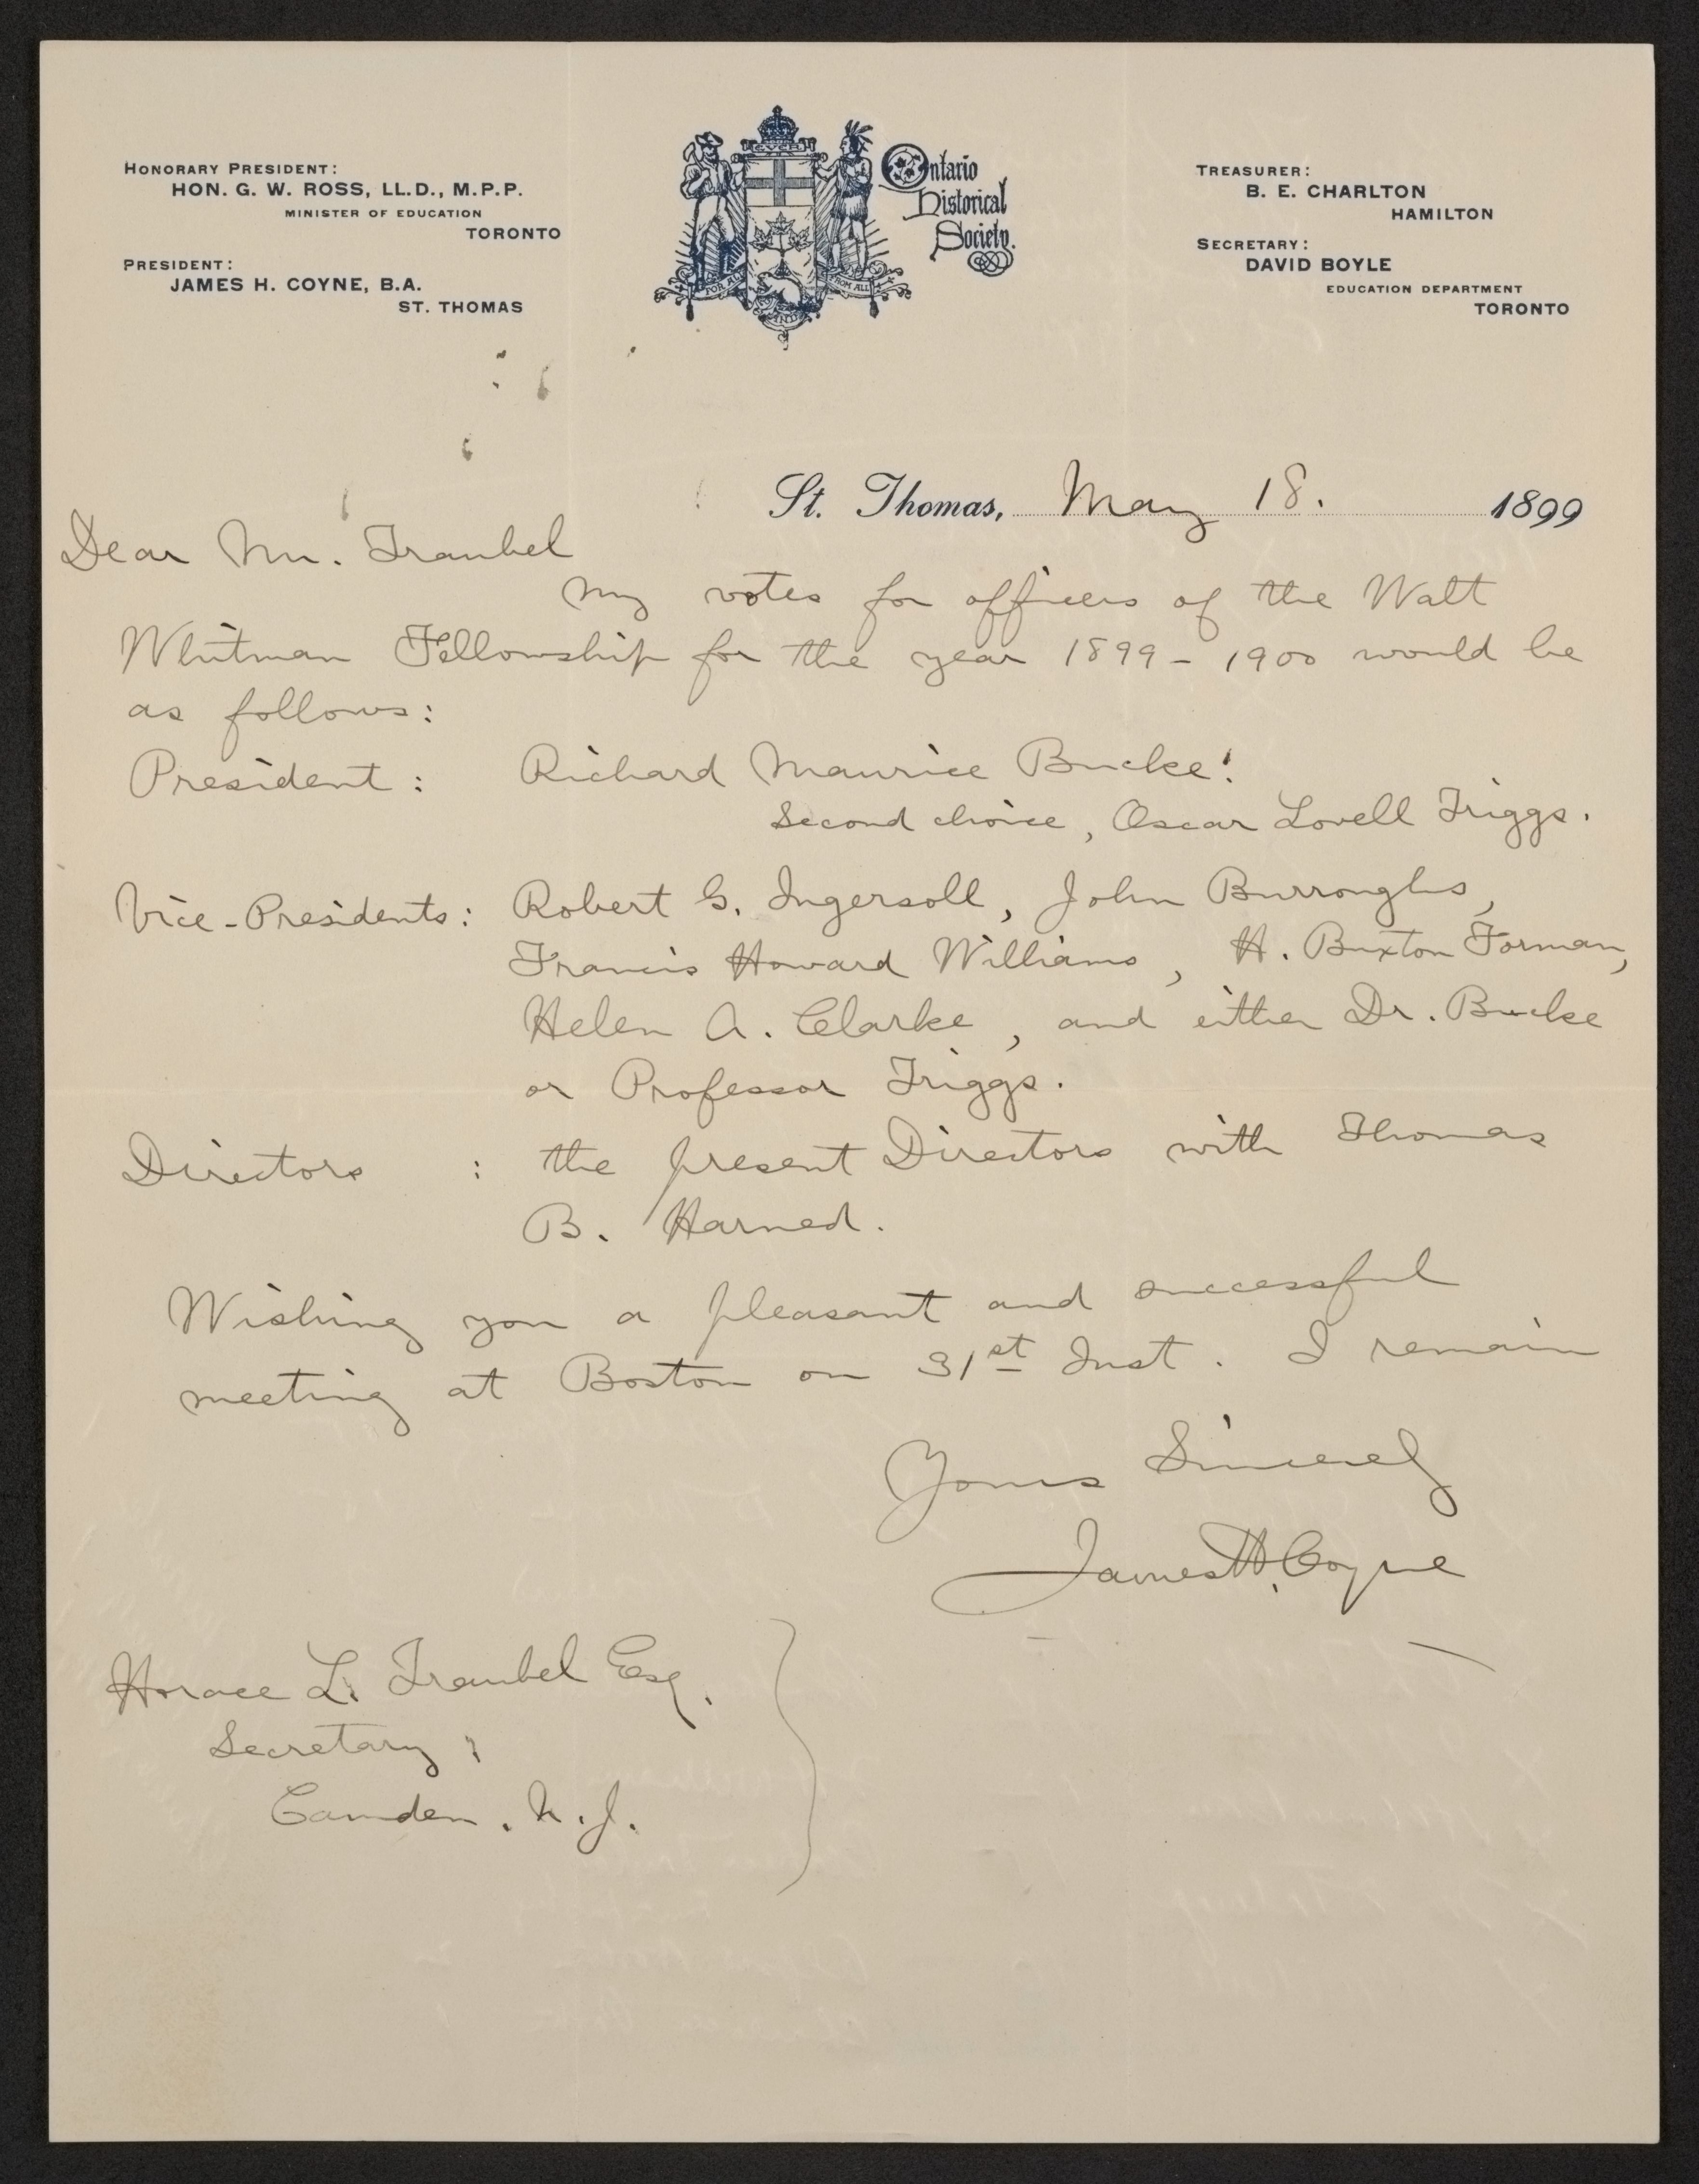 HONORARY PRESIDENT:
HON. G. W. ROSS, LL.D., M.P.P.
MINISTER OF EDUCATION
TORONTO
PRESIDENT:
JAMES H. COYNE, B.A.
ST. THOMAS
Ontario
Historical
Society.
FOR ALL
FROM ALL
TREASURER:
B. E. CHARLTON
HAMILTON
SECRETARY:
DAVID BOYLE
EDUCATION DEPARTMENT
TORONTO
St. Thomas, May 18. 1899
Dear Mr. Traubel
My votes for officers of the Walt
Whitman Fellowship for the year 1899-1900 would be
as follows:
President: Richard Maurice Bucke!
Second choice, Oscar Lovell Triggs.
Vice-Presidents: Robert G. Ingersoll, John Burroughs,
Francis Howard Williams, H. Buxton Forman,
Helen A. Clarke, and either Dr. Bucke
or Professor Triggs.
Directors : the present Directors with Thomas
B. Harned.
Wishing you a pleasant and successful
meeting at Boston on 31st Inst. I remain
Yours Sincerely
James H. Coyne
Horace L. Traubel Esq.
Secretary,
Camden, N.J.